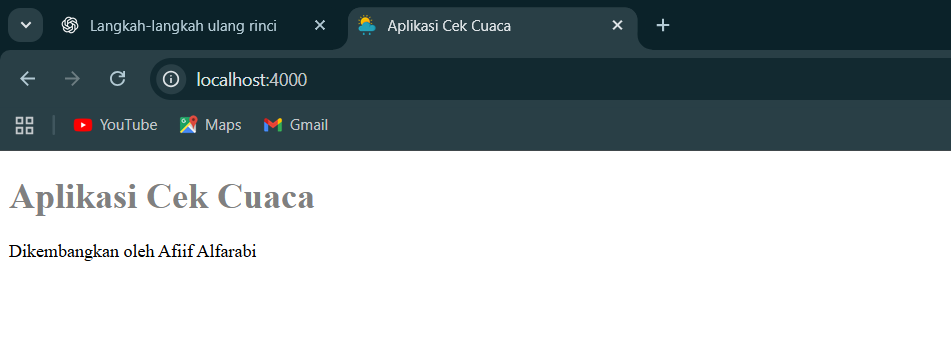 Langkah-langkah ulang rinci
Aplikasi Cek Cuaca
localhost:4000
YouTube
Maps
Gmail
Aplikasi Cek Cuaca
Dikembangkan oleh Afiif Alfarabi